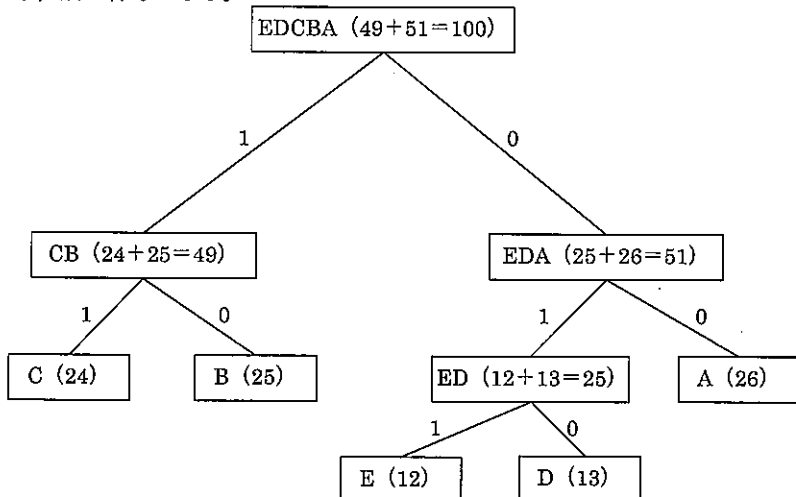 EDCBA (49+51=100)
1
0
CB (24+25=49)
EDA (25+26=51)
1
0
1
0
C (24)
B (25)
ED (12+13=25)
A (26)
1
0
E (12)
D (13)